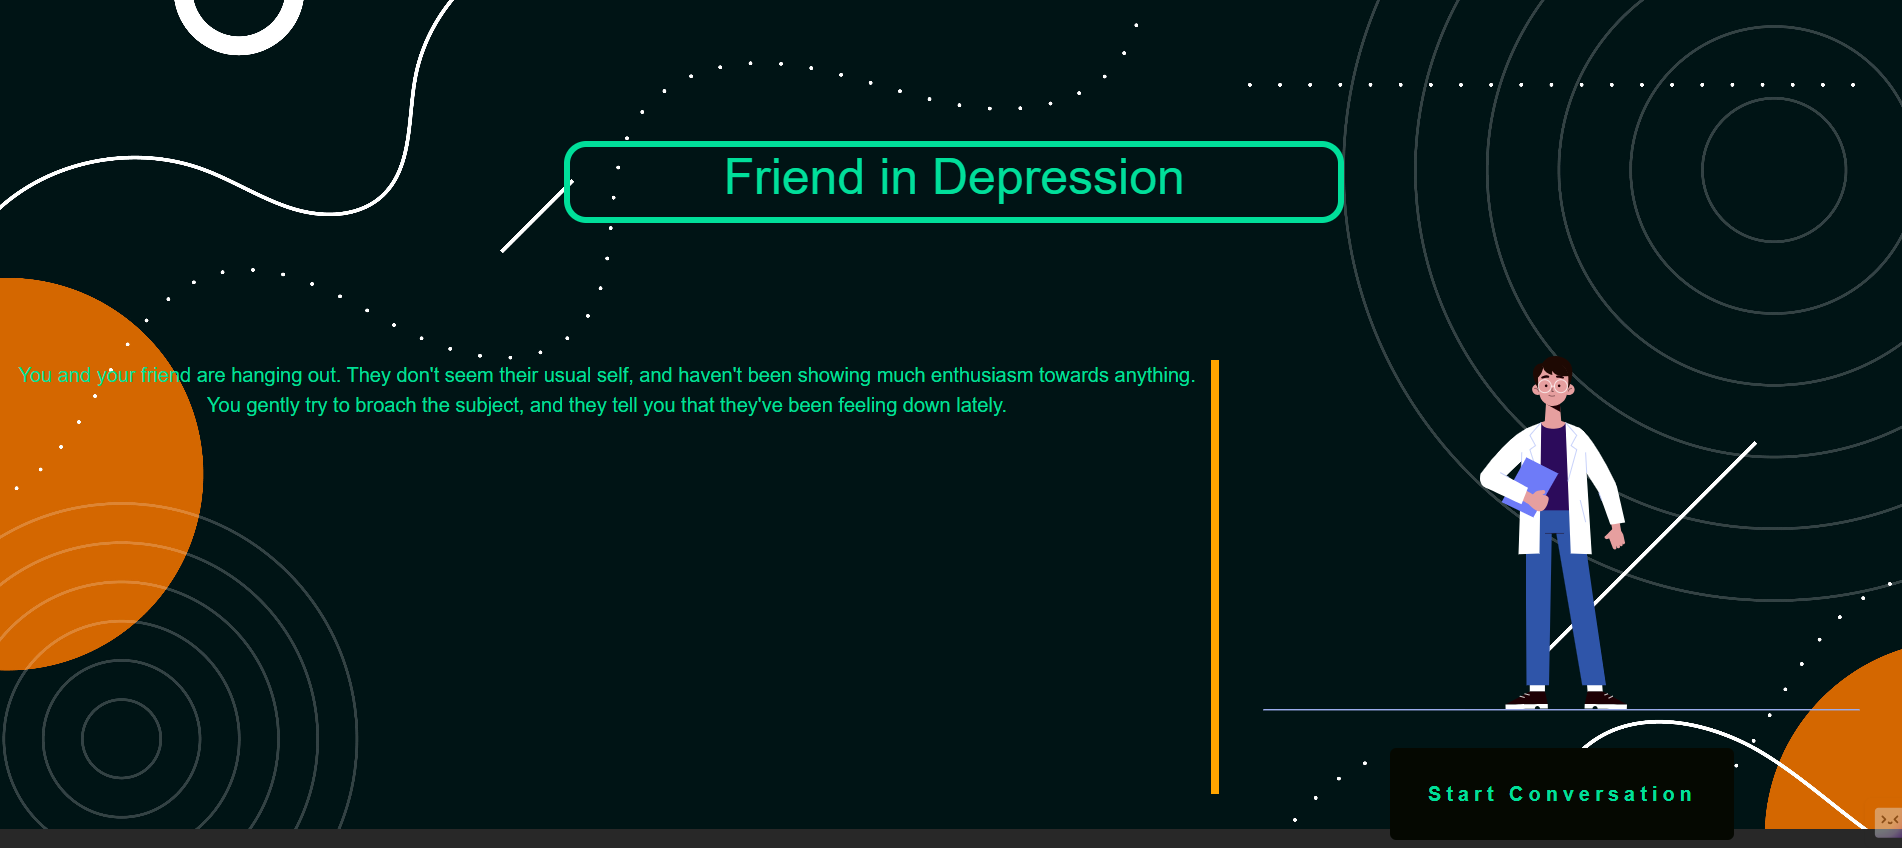 Friend in Depression
You and your friend are hanging out. They don't seem their usual self, and haven't been showing much enthusiasm towards anything.
You gently try to broach the subject, and they tell you that they've been feeling down lately.
Start Conversation